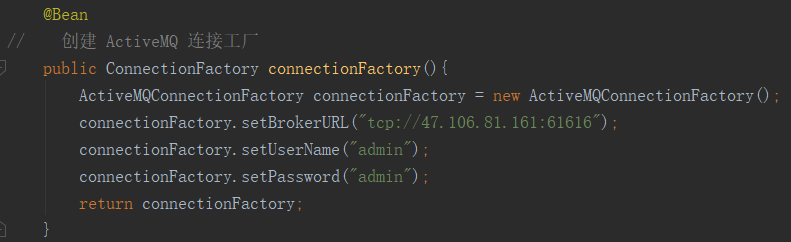 @Bean
//    创建 ActiveMQ 连接工厂
public ConnectionFactory connectionFactory(){
ActiveMQConnectionFactory connectionFactory = new ActiveMQConnectionFactory();
connectionFactory.setBrokerURL("tcp://47.106.81.161:61616");
connectionFactory.setUserName("admin");
connectionFactory.setPassword("admin");
return connectionFactory;
}